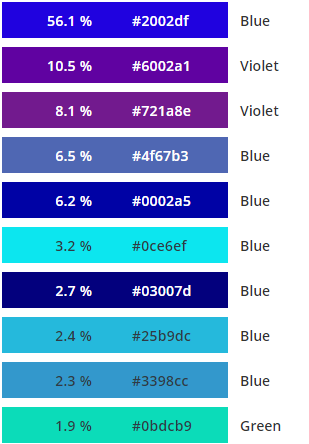 56.1 % #2002df Blue
10.5 % #6002a1 Violet
8.1 % #721a8e Violet
6.5 % #4f67b3 Blue
6.2 % #0002a5 Blue
3.2 % #0ce6ef Blue
2.7 % #03007d Blue
2.4 % #25b9dc Blue
2.3 % #3398cc Blue
1.9 % #0bdcb9 Green